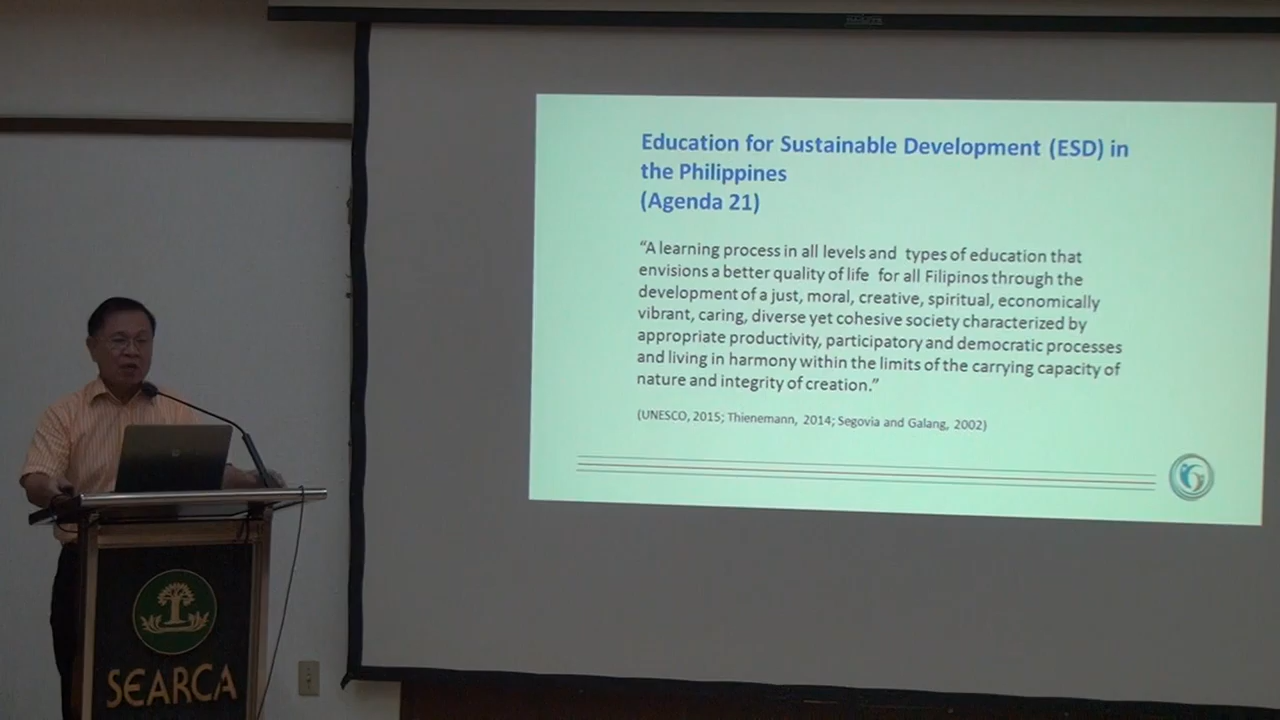 Education for Sustainable Development (ESD) in
the Philippines
(Agenda 21)
“A learning process in all levels and types of education that
envisions a better quality of life for all Filipinos through the
development of a just, moral, creative, spiritual, economically
vibrant, caring, diverse yet cohesive society characterized by
appropriate productivity, participatory and democratic processes
and living in harmony within the limits of the carrying capacity of
nature and integrity of creation.”
(UNESCO, 2015; Thienemann, 2014; Segovia and Galang, 2002)
SEARCA